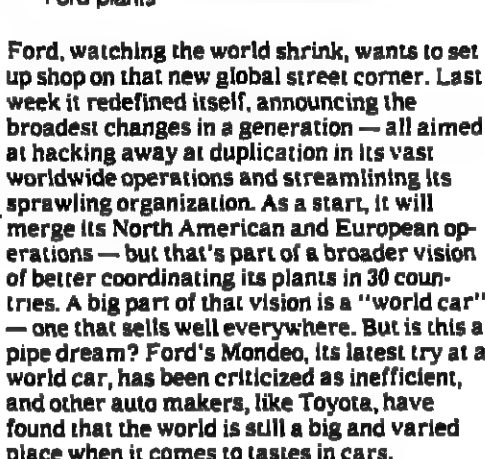 Ford plants
Ford, watching the world shrink, wants to set
up shop on that new global street corner. Last
week it redefined itself, announcing the
broadest changes in a generation — all aimed
at hacking away at duplication in its vast
worldwide operations and streamlining its
sprawling organization. As a start, it will
merge its North American and European op-
erations — but that's part of a broader vision
of better coordinating its plants in 30 coun-
tries. A big part of that vision is a "world car"
— one that sells well everywhere. But is this a
pipe dream? Ford's Mondeo, its latest try at a
world car, has been criticized as inefficient,
and other auto makers, like Toyota, have
found that the world is still a big and varied
place when it comes to tastes in cars.